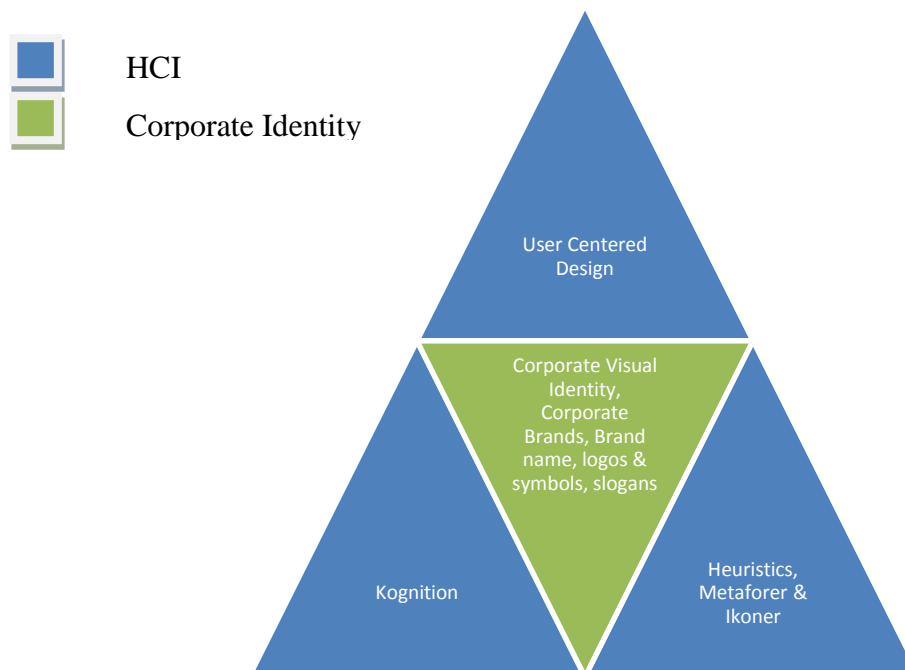 HCI
Corporate Identity
User Centered
Design
Corporate Visual
Identity,
Corporate
Brands, Brand
name, logos &
symbols, slogans
Kognition
Heuristics,
Metaforer &
Ikoner